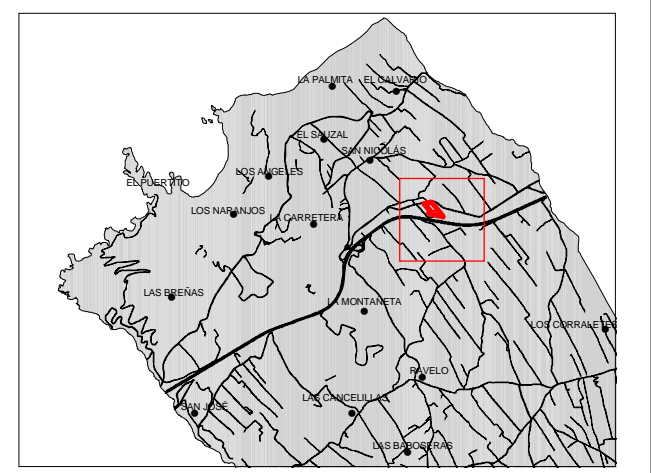 LA PALMITA
EL CALVARIO
EL SAUZAL
SAN NICOLÁS
LOS ANGELES
EL PUERTITO
LOS NARANJOS
LA CARRETERA
LAS BREÑAS
LA MONTAÑETA
LOS CORRALETES
RAVELO
LAS CANCELILLAS
SAN JOSÉ
LAS BABOSERAS